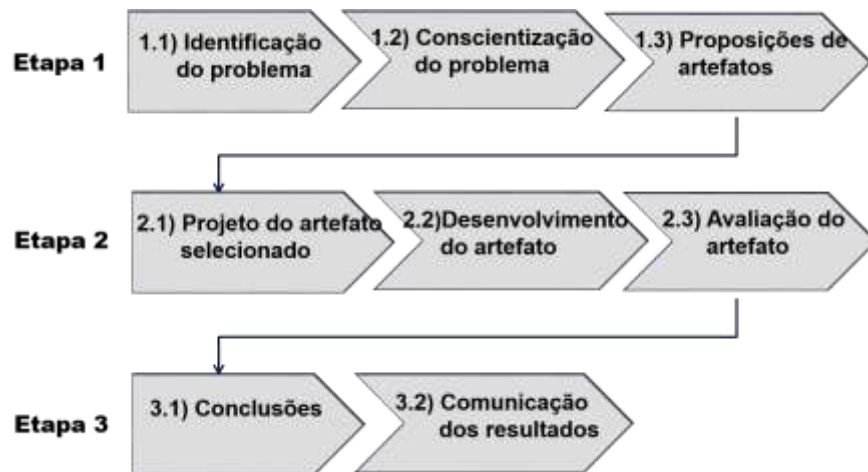 Etapa 1
1.1) Identificação
do problema
1.2) Conscientização
do problema
1.3) Proposições de
artefatos
Etapa 2
2.1) Projeto do artefato
selecionado
2.2)Desenvolvimento
do artefato
2.3) Avaliação do
artefato
Etapa 3
3.1) Conclusões
3.2) Comunicação
dos resultados